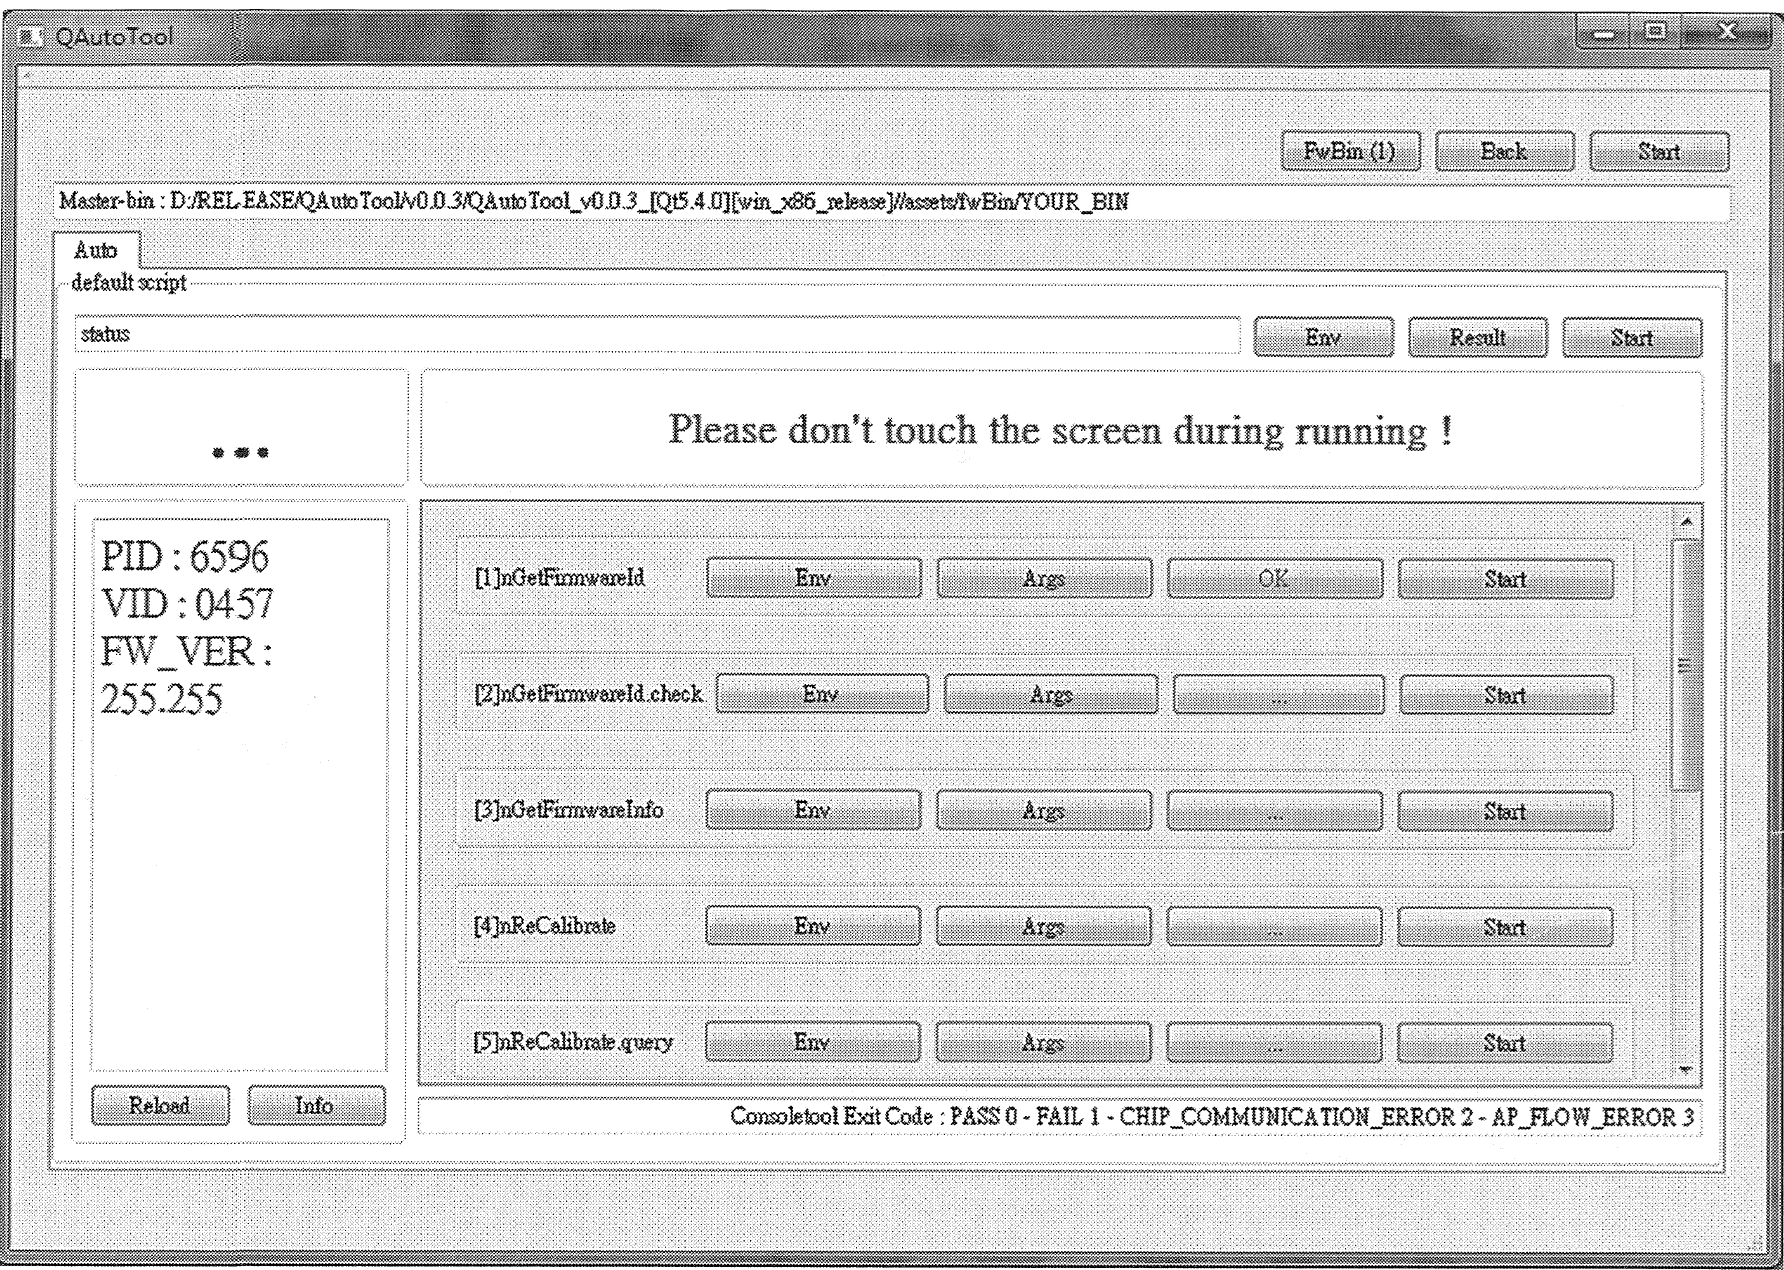 QAutoTool
FwBin (1) Back Start
Master-bin : D:/RELEASE/QAutoTool/v0.0.3/QAutoTool_v0.0.3_[Qt5.4.0][win_x86_release]//assets/fwBin/YOUR_BIN
Auto
default script
status Env Result Start
... Please don't touch the screen during running !
PID : 6596
VID : 0457
FW_VER :
255.255
[1]nGetFirmwareId Env Args OK Start
[2]nGetFirmwareId.check Env Args ... Start
[3]nGetFirmwareInfo Env Args ... Start
[4]nReCalibrate Env Args ... Start
[5]nReCalibrate.query Env Args ... Start
Reload Info
Consoletool Exit Code : PASS 0 - FAIL 1 - CHIP_COMMUNICATION_ERROR 2 - AP_FLOW_ERROR 3